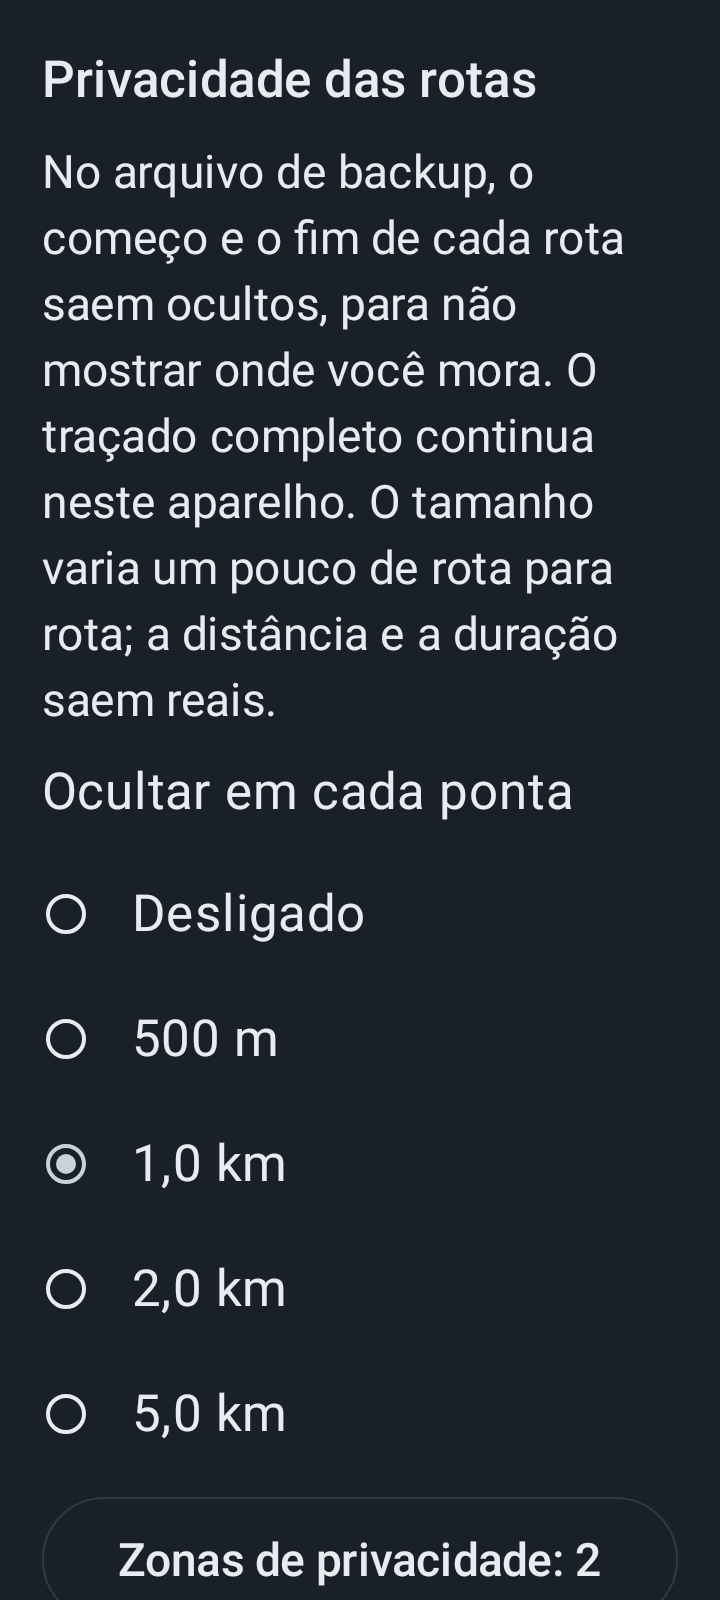 Privacidade das rotas
No arquivo de backup, o
começo e o fim de cada rota
saem ocultos, para não
mostrar onde você mora. O
traçado completo continua
neste aparelho. O tamanho
varia um pouco de rota para
rota; a distância e a duração
saem reais.
Ocultar em cada ponta
Desligado
500 m
1,0 km
2,0 km
5,0 km
Zonas de privacidade: 2